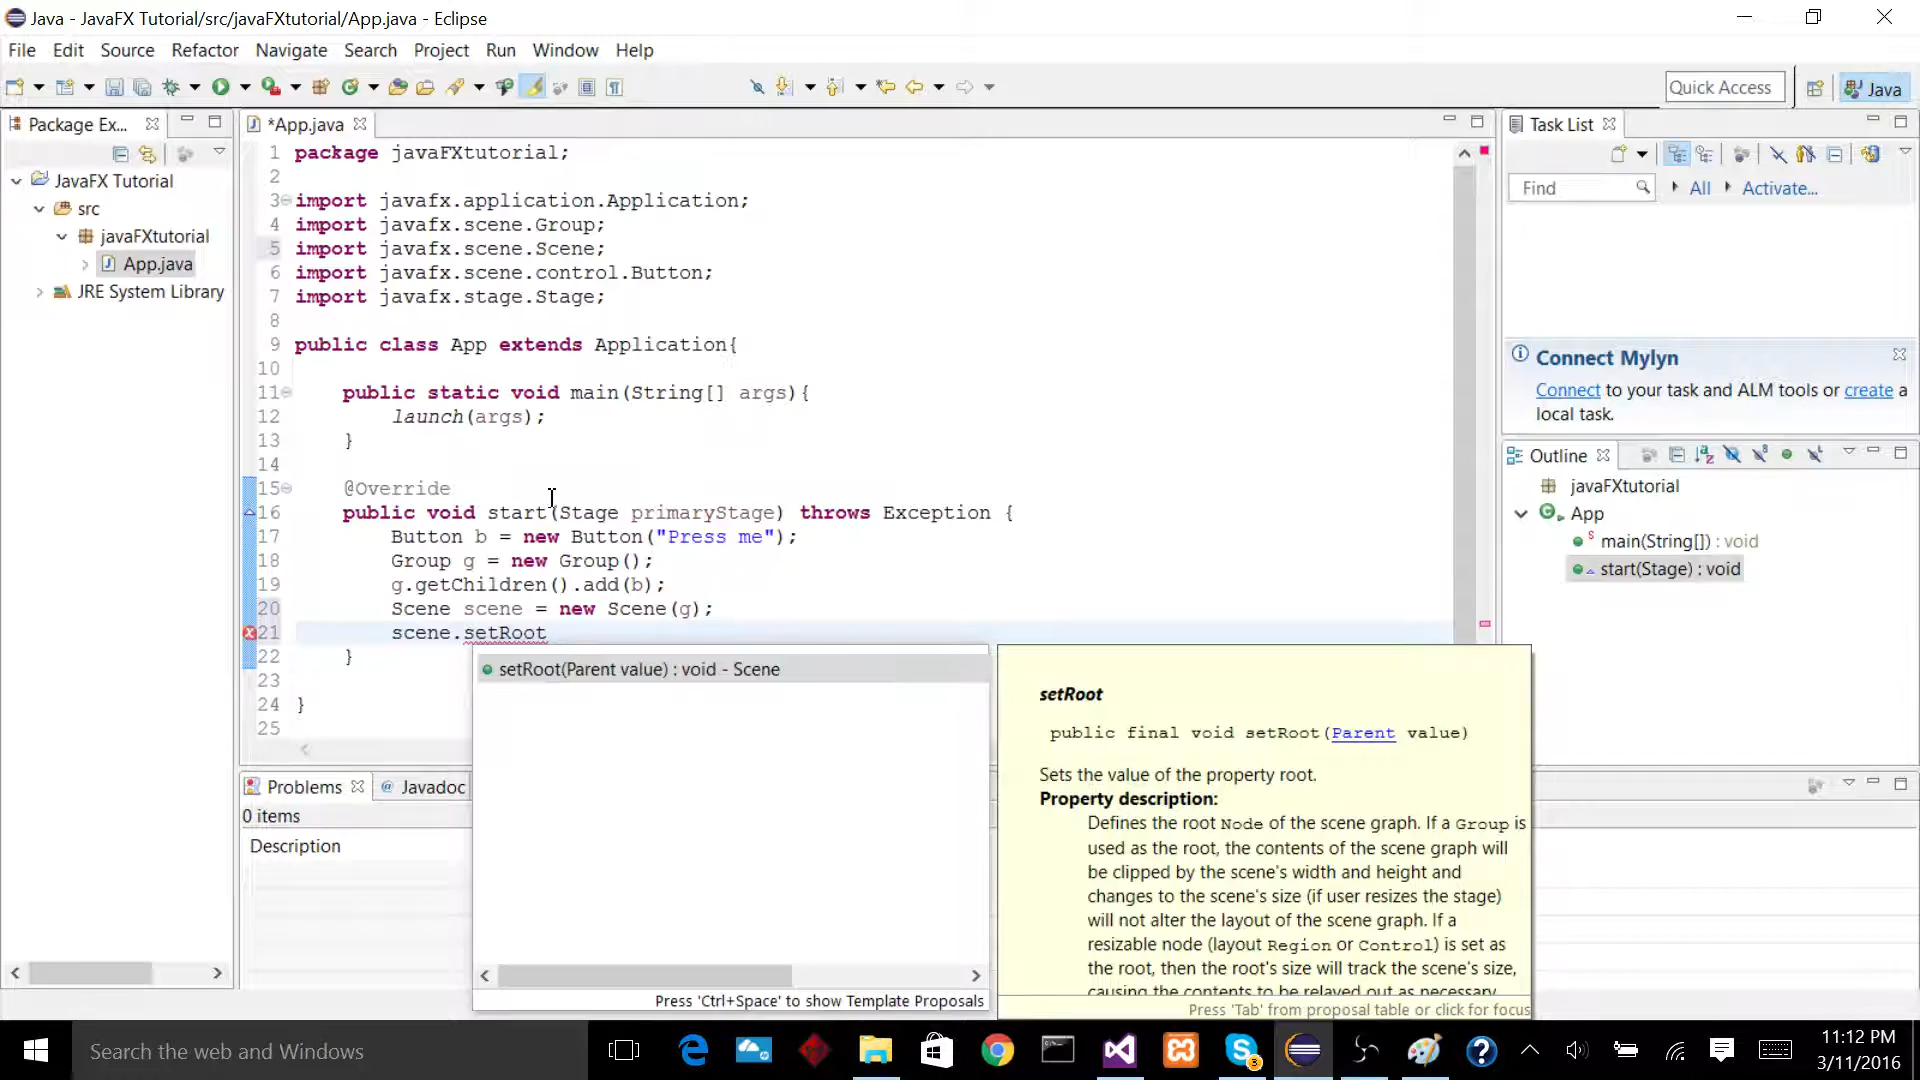 Java - JavaFX Tutorial/src/javaFXtutorial/App.java - Eclipse
File Edit Source Refactor Navigate Search Project Run Window Help
Quick Access
Java
Package Ex...
*App.java
Task List
JavaFX Tutorial
src
javaFXtutorial
App.java
JRE System Library
1 package javaFXtutorial;
2
3 import javafx.application.Application;
4 import javafx.scene.Group;
5 import javafx.scene.Scene;
6 import javafx.scene.control.Button;
7 import javafx.stage.Stage;
8
9 public class App extends Application{
10
11 public static void main(String[] args){
12 launch(args);
13 }
14
15 @Override
16 public void start(Stage primaryStage) throws Exception {
17 Button b = new Button("Press me");
18 Group g = new Group();
19 g.getChildren().add(b);
20 Scene scene = new Scene(g);
21 scene.setRoot
22 }
23
24 }
25
setRoot(Parent value) : void - Scene
Press 'Ctrl+Space' to show Template Proposals
setRoot
public final void setRoot(Parent value)
Sets the value of the property root.
Property description:
Defines the root Node of the scene graph. If a Group is
used as the root, the contents of the scene graph will
be clipped by the scene's width and height and
changes to the scene's size (if user resizes the stage)
will not alter the layout of the scene graph. If a
resizable node (layout Region or Control) is set as
the root, then the root's size will track the scene's size,
causing the contents to be relayed out as necessary
Press 'Tab' from proposal table or click for focus
Find
All
Activate...
Connect Mylyn
Connect to your task and ALM tools or create a
local task.
Outline
javaFXtutorial
App
main(String[]) : void
start(Stage) : void
Problems
@ Javadoc
0 items
Description
Search the web and Windows
3
11:12 PM
3/11/2016